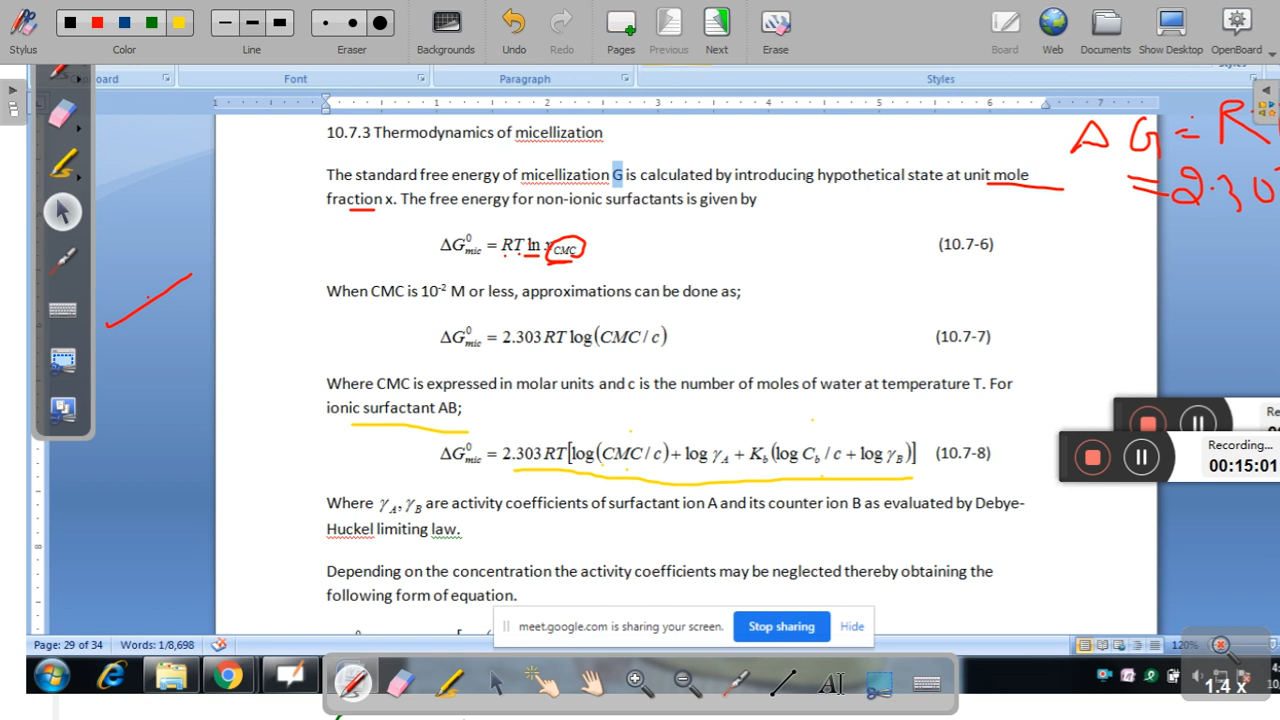 Stylus Color Line Eraser Backgrounds Undo Redo Pages Previous Next Erase Board Web Documents Show Desktop OpenBoard
board Font Paragraph Styles
1 1 2 3 4 5 6 7
ΔG = R
= 2.30
10.7.3 Thermodynamics of micellization
The standard free energy of micellization G is calculated by introducing hypothetical state at unit mole
fraction x. The free energy for non-ionic surfactants is given by
ΔG⁰mic = RT ln xCMC (10.7-6)
When CMC is 10⁻² M or less, approximations can be done as;
ΔG⁰mic = 2.303 RT log(CMC / c) (10.7-7)
Where CMC is expressed in molar units and c is the number of moles of water at temperature T. For
ionic surfactant AB;
ΔG⁰mic = 2.303 RT[log(CMC / c) + log γA + Kb(log Cb / c + log γB)] (10.7-8)
Where γA, γB are activity coefficients of surfactant ion A and its counter ion B as evaluated by Debye-
Huckel limiting law.
Depending on the concentration the activity coefficients may be neglected thereby obtaining the
following form of equation.
Recording...
00:15:01
meet.google.com is sharing your screen. Stop sharing Hide
Page: 29 of 34 Words: 1/8,698 120%
1.4 x